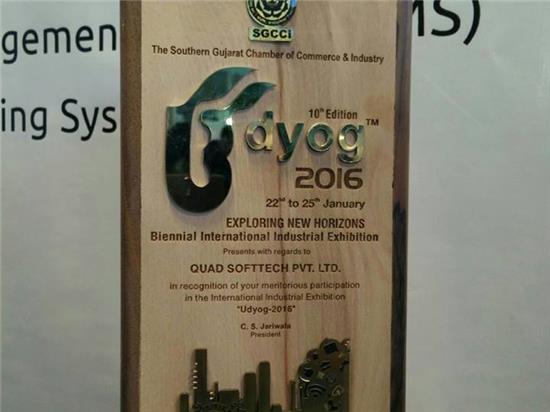 gemen
MS)
ing Sys
SGCCI
The Southern Gujarat Chamber of Commerce & Industry
10th Edition
Udyog™
2016
22nd to 25th January
EXPLORING NEW HORIZONS
Biennial International Industrial Exhibition
Presents with regards to
QUAD SOFTTECH PVT. LTD.
in recognition of your meritorious participation
in the International Industrial Exhibition
"Udyog-2016"
C. S. Jariwala
President